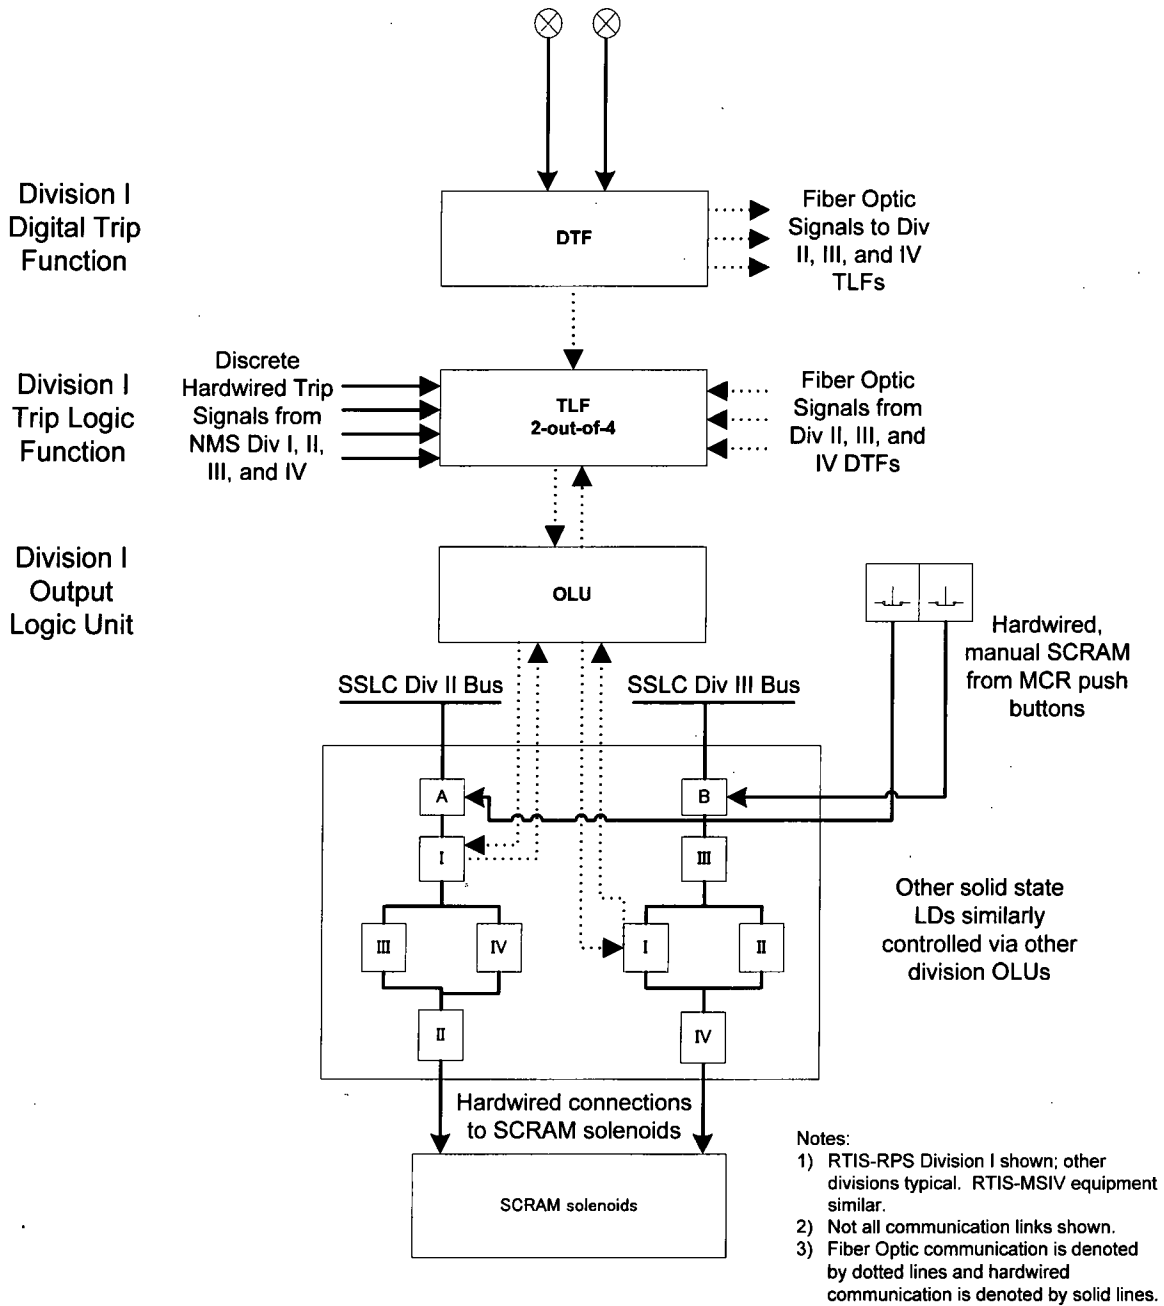 Division I
Digital Trip
Function
DTF
Fiber Optic
Signals to Div
II, III, and IV
TLFs
Division I
Trip Logic
Function
Discrete
Hardwired Trip
Signals from
NMS Div I, II,
III, and IV
TLF
2-out-of-4
Fiber Optic
Signals from
Div II, III, and
IV DTFs
Division I
Output
Logic Unit
OLU
Hardwired,
manual SCRAM
from MCR push
buttons
SSLC Div II Bus
SSLC Div III Bus
A
B
I
III
III
IV
I
II
II
IV
Other solid state
LDs similarly
controlled via other
division OLUs
Hardwired connections
to SCRAM solenoids
SCRAM solenoids
Notes:
1) RTIS-RPS Division I shown; other
divisions typical. RTIS-MSIV equipment
similar.
2) Not all communication links shown.
3) Fiber Optic communication is denoted
by dotted lines and hardwired
communication is denoted by solid lines.